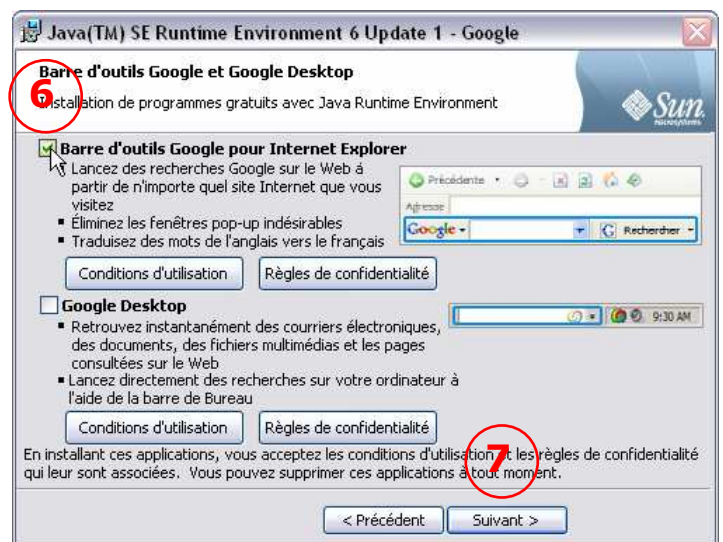 Java(TM) SE Runtime Environment 6 Update 1 - Google
Barre d'outils Google et Google Desktop
6
Installation de programmes gratuits avec Java Runtime Environment
Sun
microsystems
Barre d'outils Google pour Internet Explorer
Lancez des recherches Google sur le Web á
partir de n'importe quel site Internet que vous
visitez
Éliminez les fenêtres pop-up indésirables
Traduisez des mots de l'anglais vers le français
Précédente
Adresse
Google
G Rechercher
Conditions d'utilisation
Règles de confidentialité
Google Desktop
Retrouvez instantanément des courriers électroniques,
des documents, des fichiers multimédias et les pages
consultées sur le Web
Lancez directement des recherches sur votre ordinateur à
l'aide de la barre de Bureau
9:30 AM
Conditions d'utilisation
Règles de confidentialité
En installant ces applications, vous acceptez les conditions d'utilisation et les règles de confidentialité
qui leur sont associées. Vous pouvez supprimer ces applications à tout moment.
7
< Précédent
Suivant >